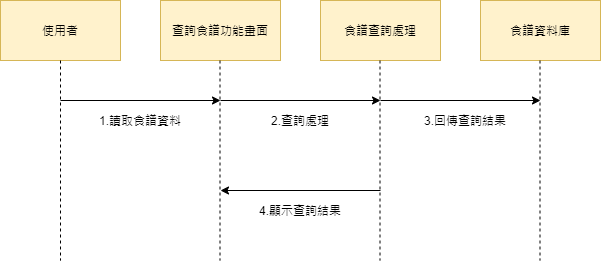 使用者
查詢食譜功能畫面
食譜查詢處理
食譜資料庫
1.讀取食譜資料
2.查詢處理
3.回傳查詢結果
4.顯示查詢結果